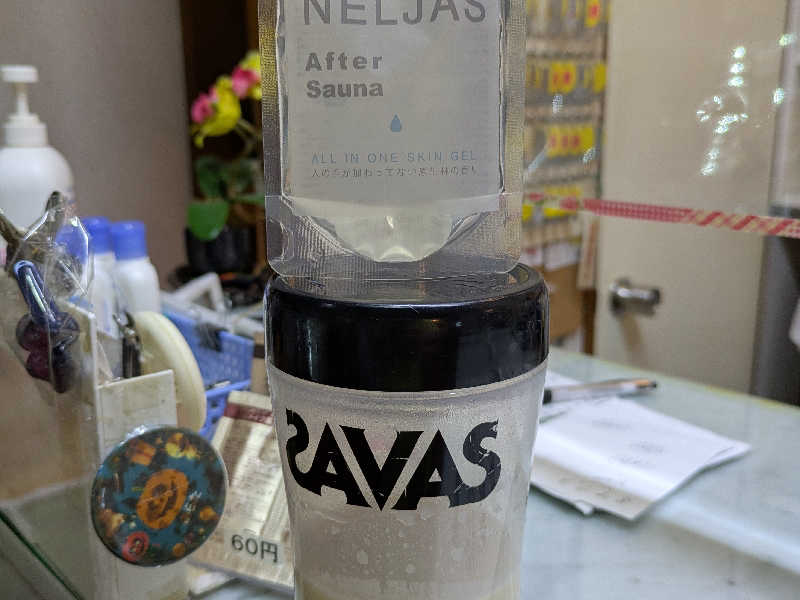 NELJAS
After
Sauna
ALL IN ONE SKIN GEL
SAVAS
60円